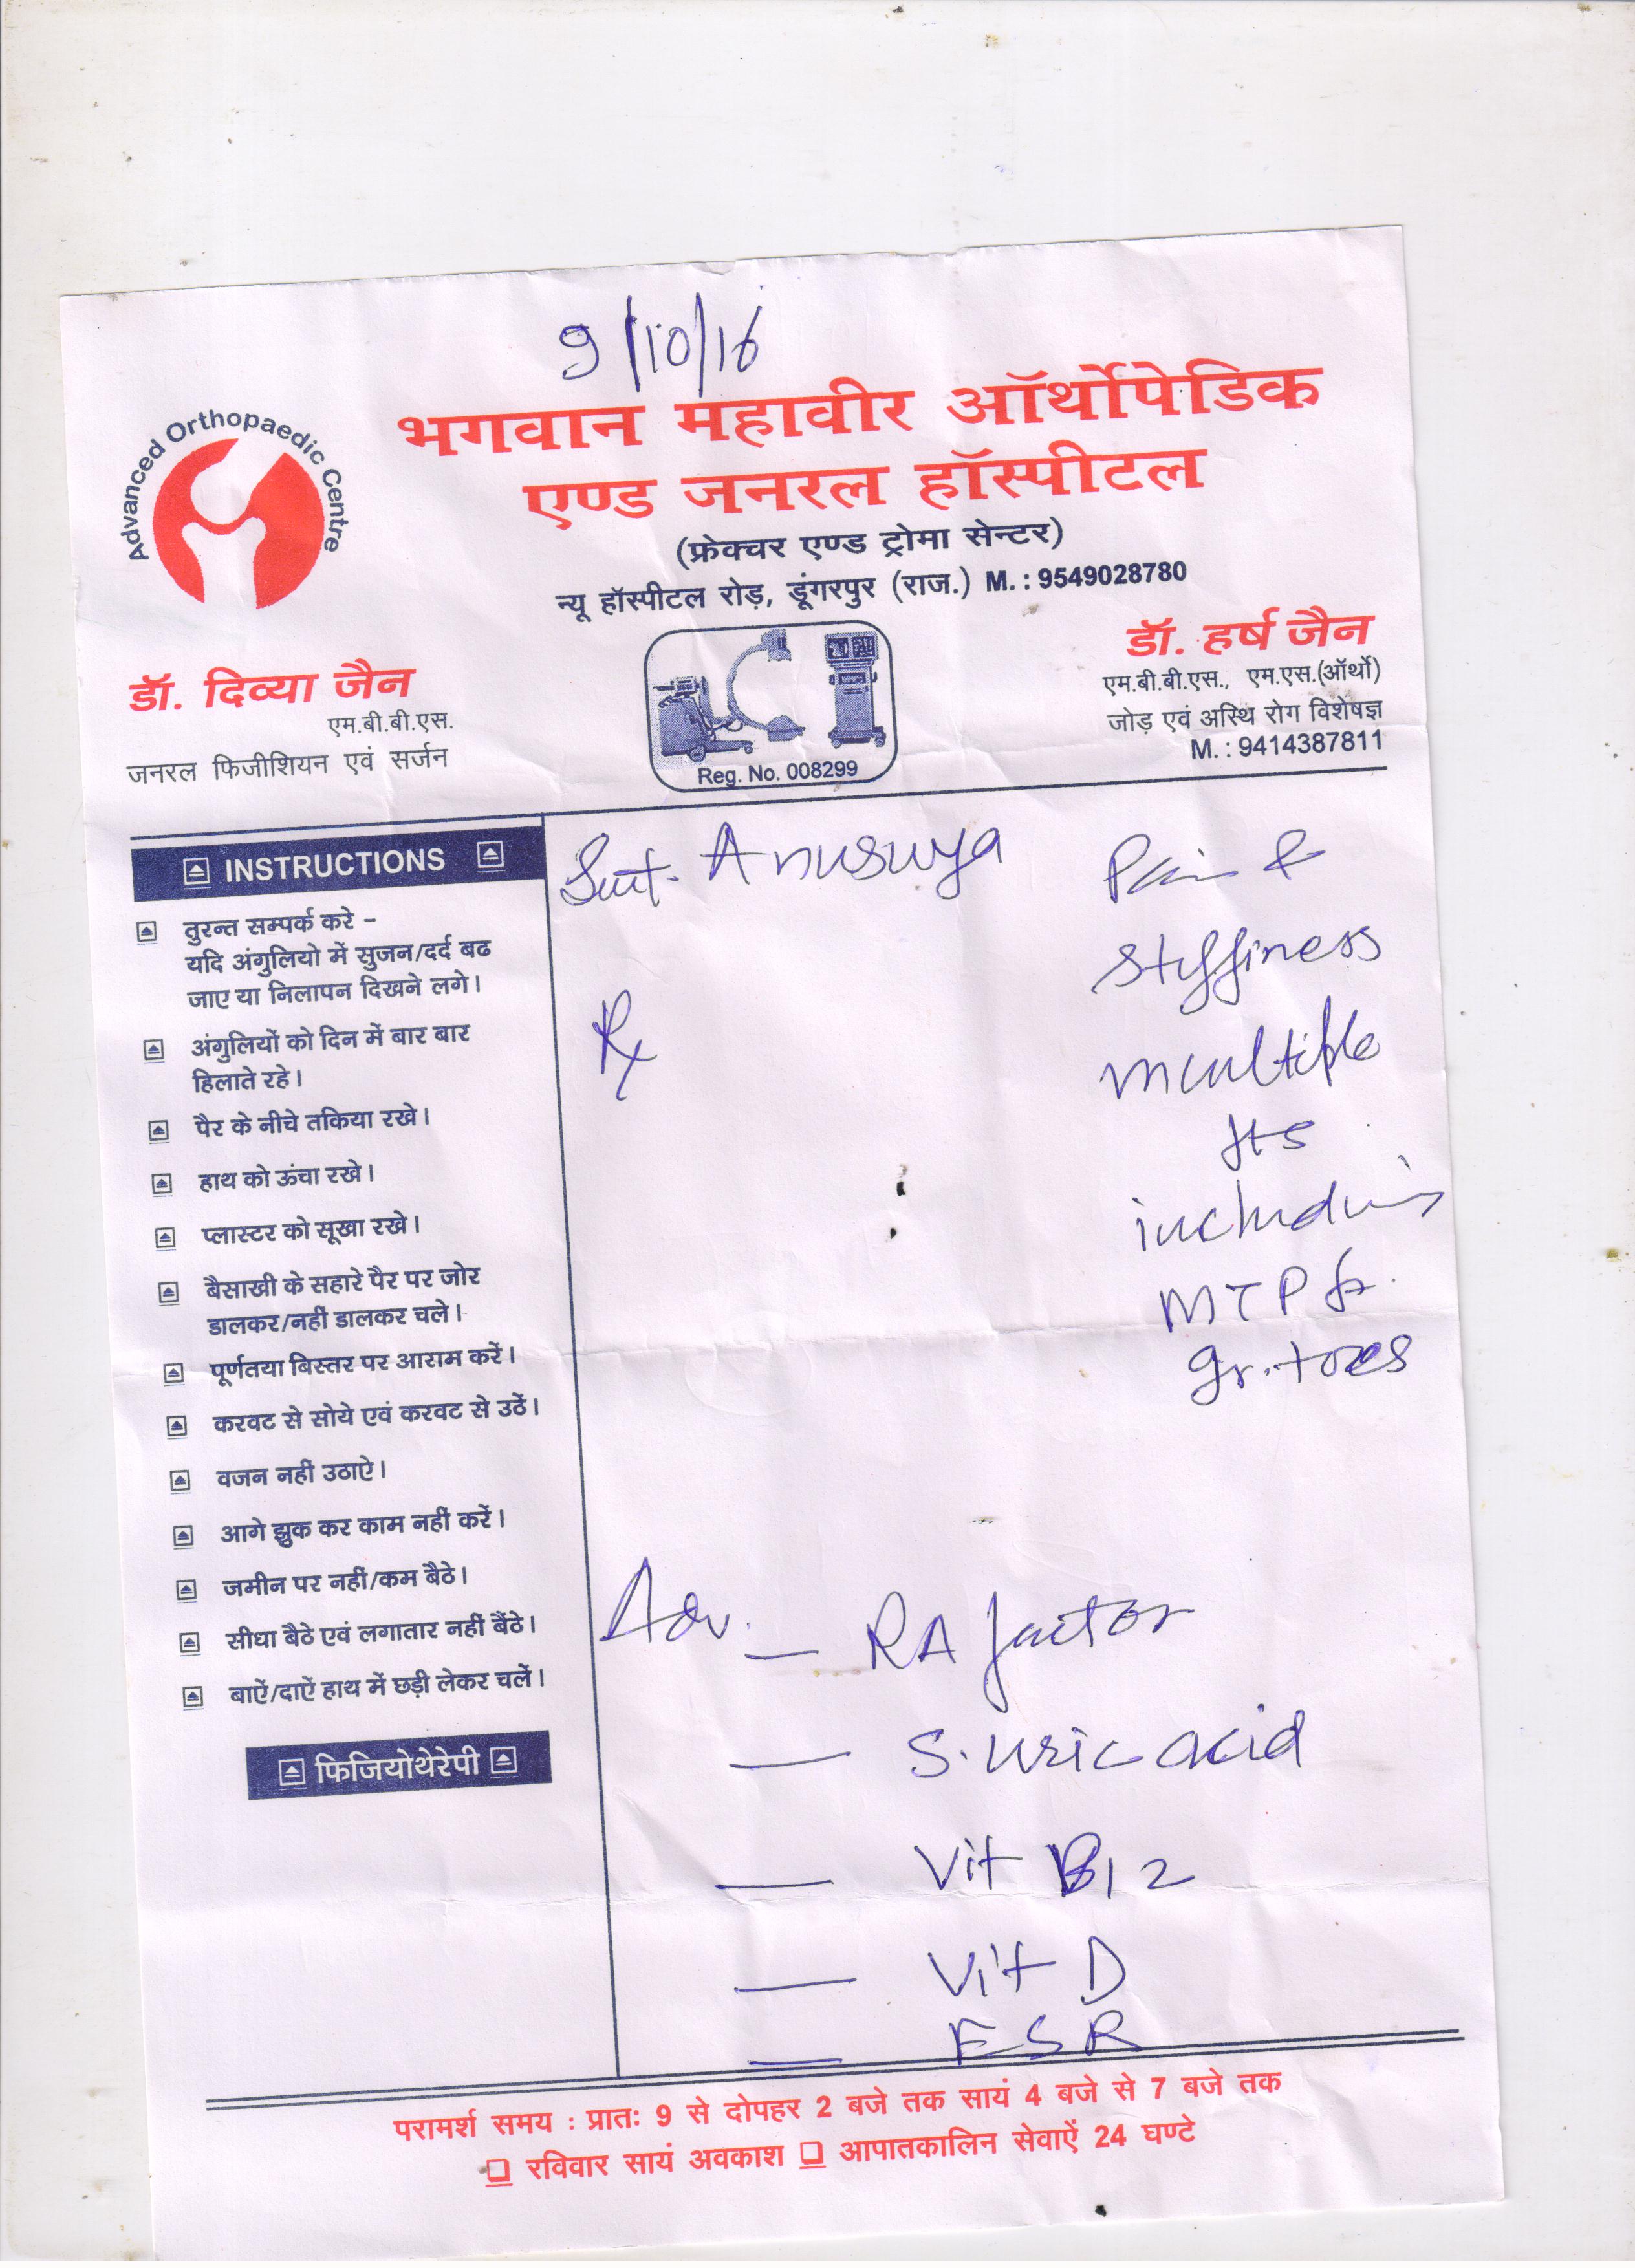 9/10/16
Advanced Orthopaedic Centre
भगवान महावीर ऑर्थोपेडिक
एण्ड जनरल हॉस्पीटल
(फ्रेक्चर एण्ड ट्रोमा सेन्टर)
न्यू हॉस्पीटल रोड़, डूंगरपुर (राज.) M. : 9549028780
डॉ. दिव्या जैन
एम.बी.बी.एस.
जनरल फिजीशियन एवं सर्जन
Reg. No. 008299
डॉ. हर्ष जैन
एम.बी.बी.एस., एम.एस.(ऑर्थो)
जोड़ एवं अस्थि रोग विशेषज्ञ
M. : 9414387811
INSTRUCTIONS
तुरन्त सम्पर्क करे –
यदि अंगुलियो में सुजन/दर्द बढ
जाए या निलापन दिखने लगे।
अंगुलियों को दिन में बार बार
हिलाते रहे।
पैर के नीचे तकिया रखे।
हाथ को ऊंचा रखे।
प्लास्टर को सूखा रखे।
बैसाखी के सहारे पैर पर जोर
डालकर/नहीं डालकर चले।
पूर्णतया बिस्तर पर आराम करें।
करवट से सोये एवं करवट से उठें।
वजन नहीं उठाऐ।
आगे झुक कर काम नहीं करें।
जमीन पर नहीं/कम बैठे।
सीधा बैठे एवं लगातार नहीं बैंठे।
बाऐं/दाऐं हाथ में छड़ी लेकर चलें।
फिजियोथेरेपी
Smt. Anusuya
Rx
Pain &
stiffiness
multiple
jts
including
MTP jt.
gr. toes
Adv. — RA factor
— S. uric acid
— Vit B12
— Vit D
— ESR
परामर्श समय : प्रातः 9 से दोपहर 2 बजे तक सायं 4 बजे से 7 बजे तक
❑ रविवार सायं अवकाश ❑ आपातकालिन सेवाऐं 24 घण्टे